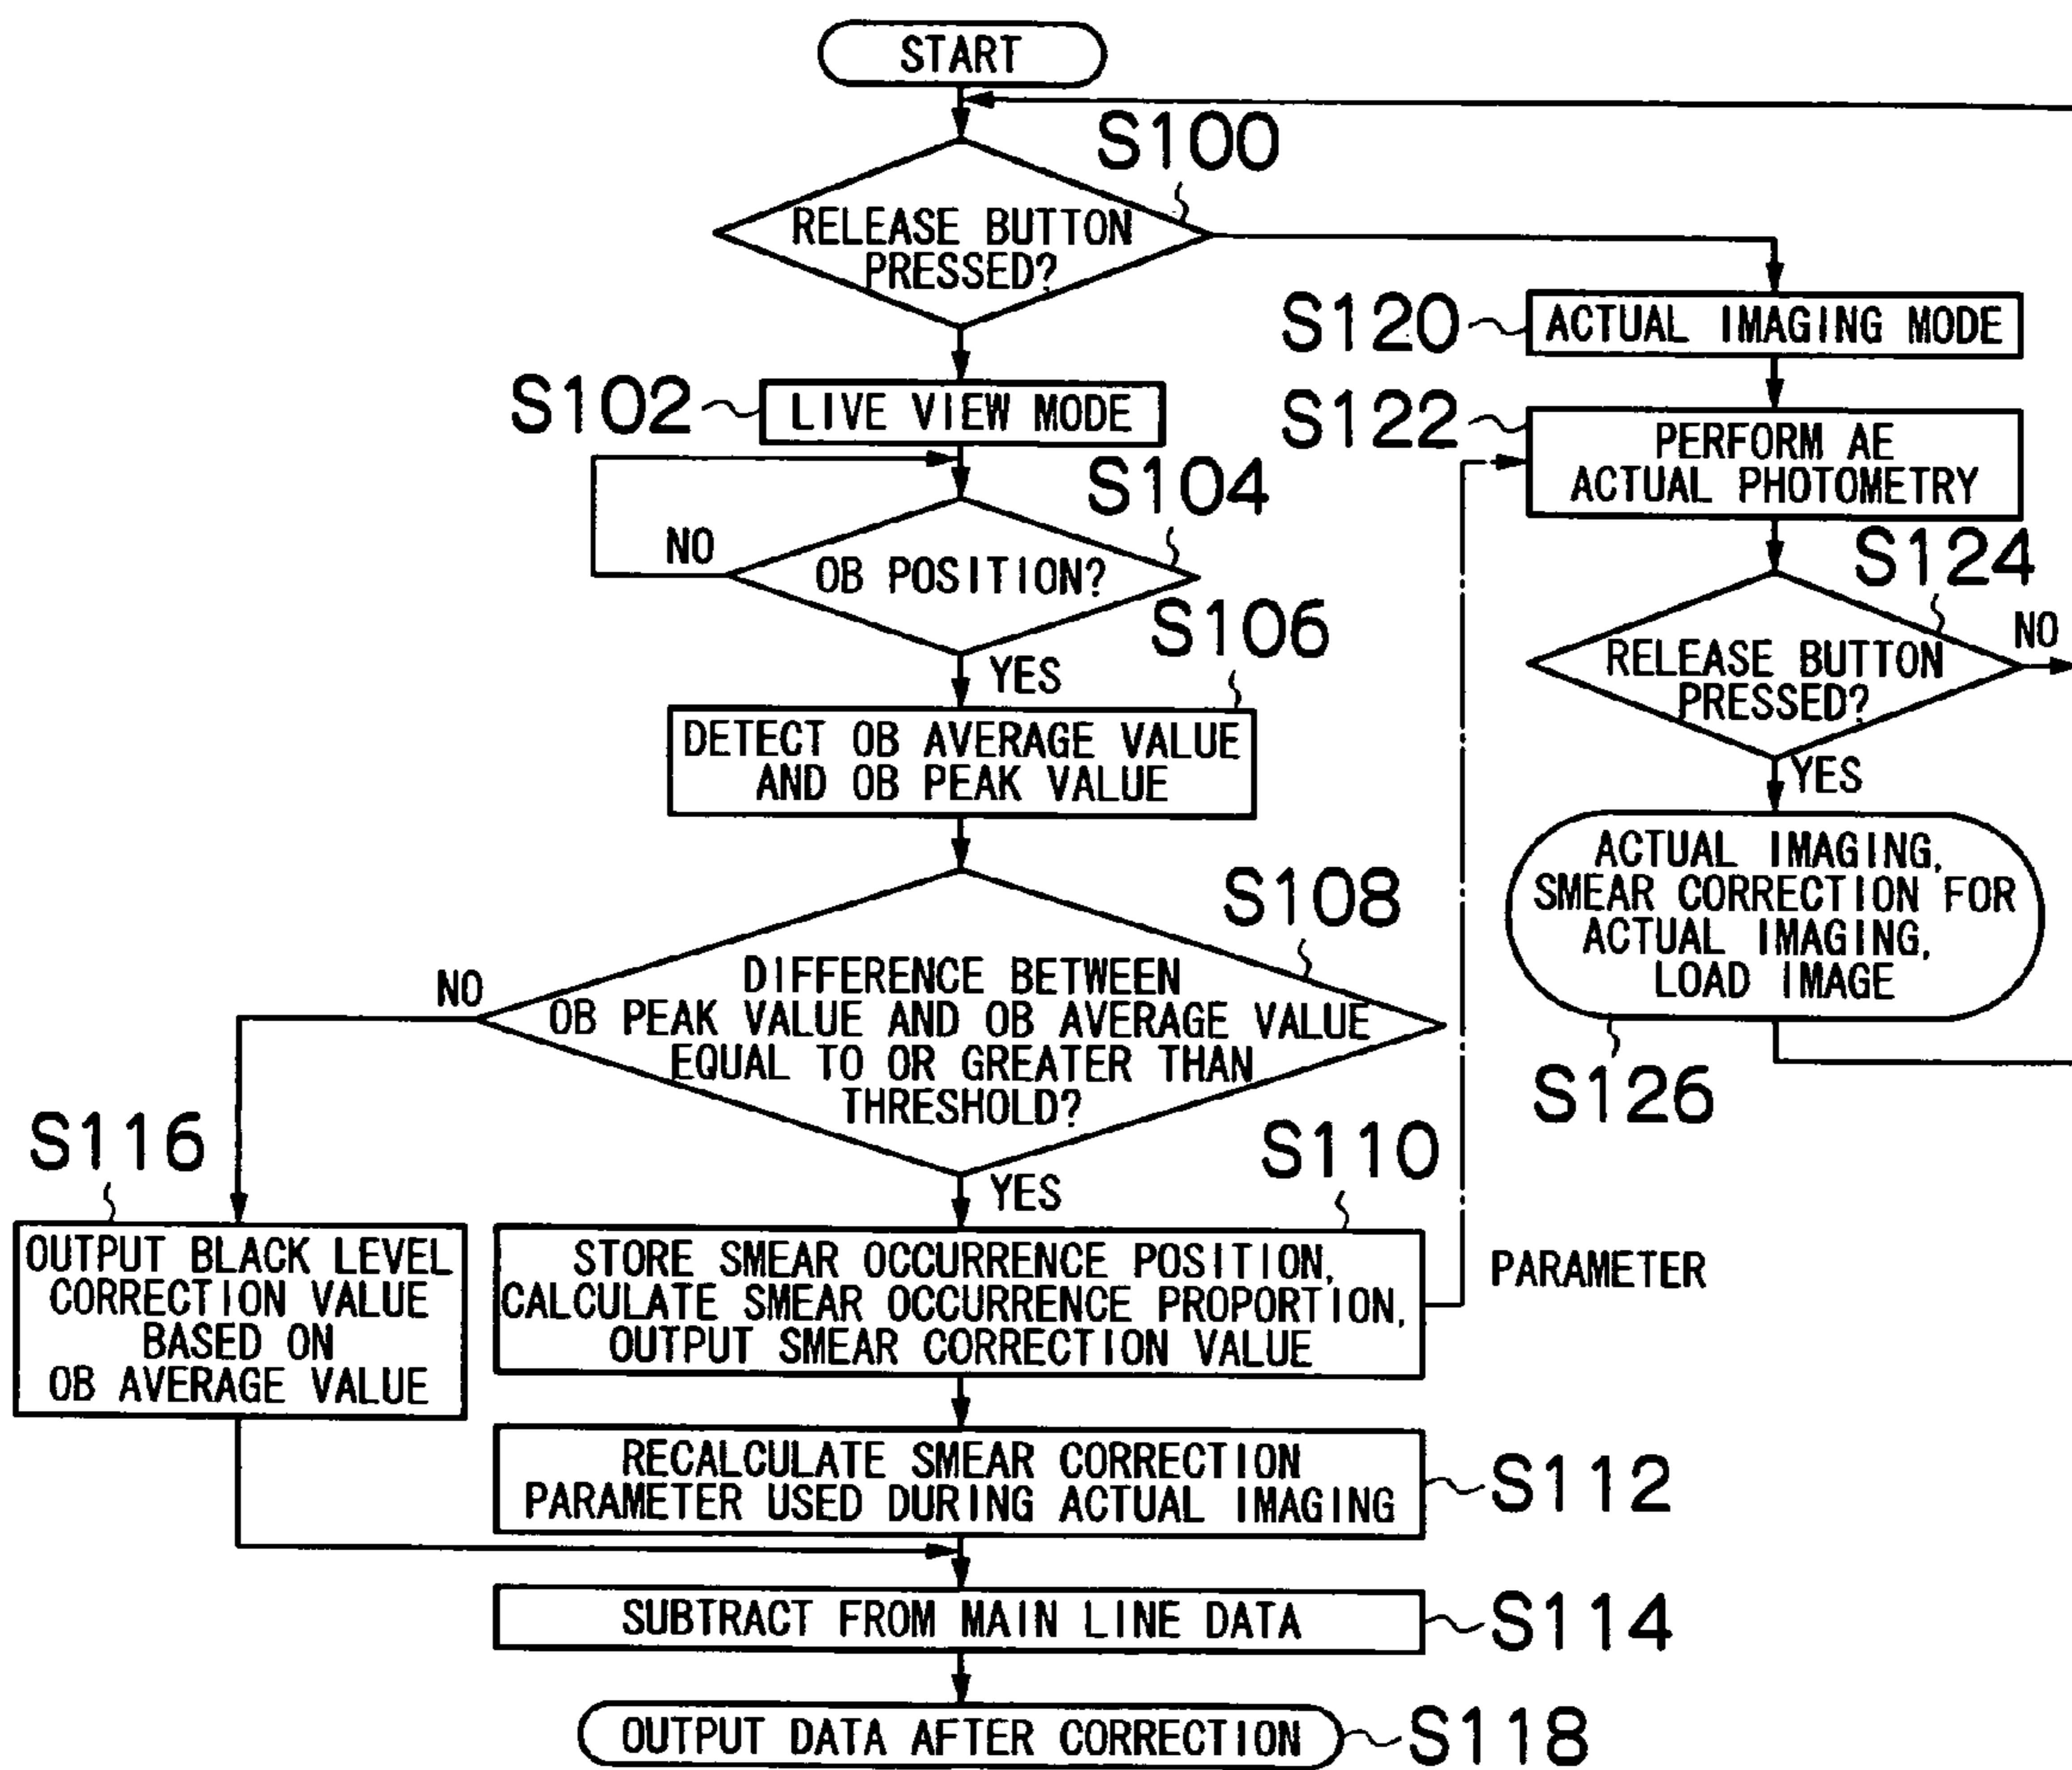 START
S100
RELEASE BUTTON
PRESSED?
S102
LIVE VIEW MODE
S104
NO
OB POSITION?
YES
S106
DETECT OB AVERAGE VALUE
AND OB PEAK VALUE
S108
NO
DIFFERENCE BETWEEN
OB PEAK VALUE AND OB AVERAGE VALUE
EQUAL TO OR GREATER THAN
THRESHOLD?
YES
S116
OUTPUT BLACK LEVEL
CORRECTION VALUE
BASED ON
OB AVERAGE VALUE
S110
STORE SMEAR OCCURRENCE POSITION,
CALCULATE SMEAR OCCURRENCE PROPORTION,
OUTPUT SMEAR CORRECTION VALUE
PARAMETER
RECALCULATE SMEAR CORRECTION
PARAMETER USED DURING ACTUAL IMAGING
S112
SUBTRACT FROM MAIN LINE DATA
S114
OUTPUT DATA AFTER CORRECTION
S118
S120
ACTUAL IMAGING MODE
S122
PERFORM AE
ACTUAL PHOTOMETRY
S124
NO
RELEASE BUTTON
PRESSED?
YES
ACTUAL IMAGING,
SMEAR CORRECTION FOR
ACTUAL IMAGING,
LOAD IMAGE
S126